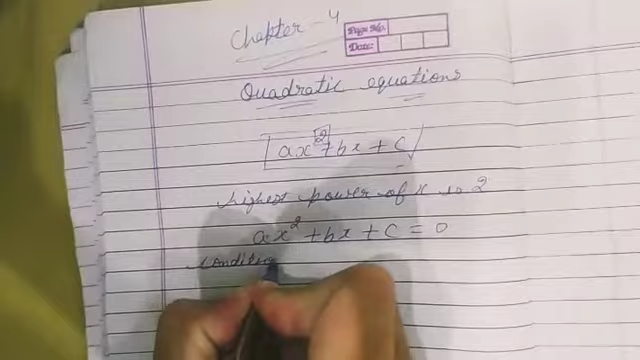 Chapter - 4
Page No.
Date:
Quadratic equations
ax²+bx+c
highest power of x is 2
ax² + bx + c = 0